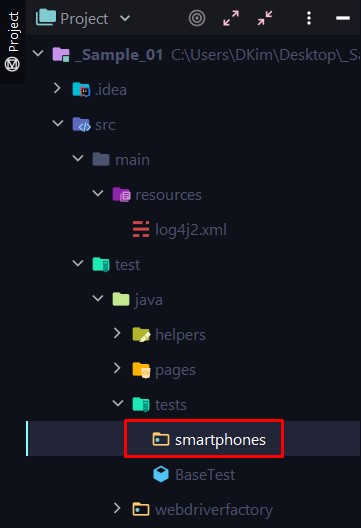 Project
Project
_Sample_01 C:\Users\DKim\Desktop\_Sa
.idea
src
main
resources
log4j2.xml
test
java
helpers
pages
tests
smartphones
BaseTest
webdriverfactory